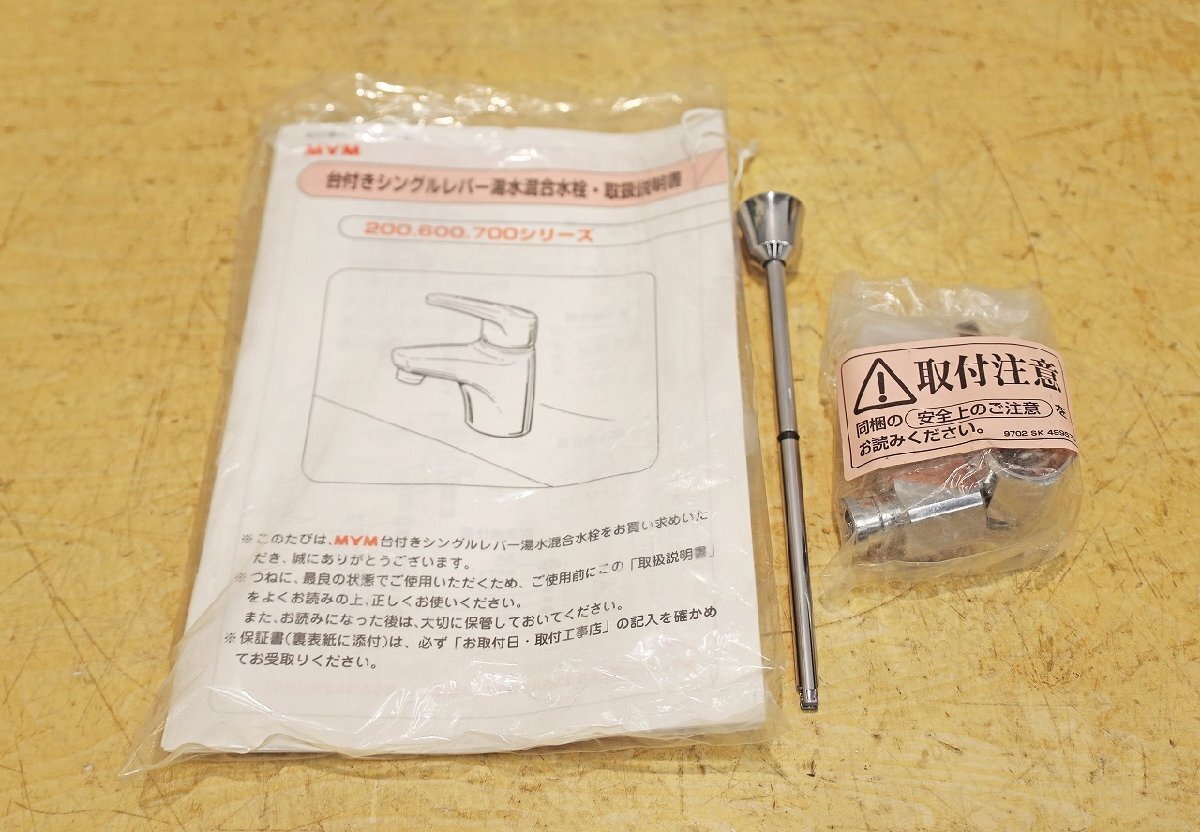 MYM
台付きシングルレバー湯水混合水栓・取扱説明書
200.600.700シリーズ
※このたびは、MYM台付きシングルレバー湯水混合水栓をお買い求めいた
だき、誠にありがとうございます。
※つねに、最良の状態でご使用いただくため、ご使用前にこの「取扱説明書」
をよくお読みの上、正しくお使いください。
また、お読みになった後は、大切に保管しておいてください。
※保証書(裏表紙に添付)は、必ず「お取付日・取付工事店」の記入を確かめ
てお受取りください。
取付注意
同梱の(安全上のご注意)を
お読みください。
9702 SK